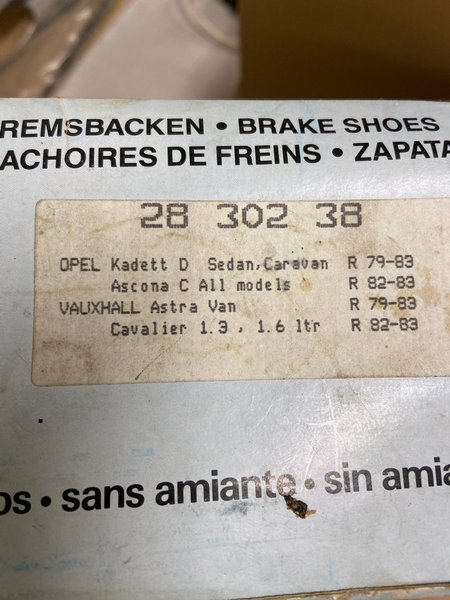 REMSBACKEN • BRAKE SHOES
ACHOIRES DE FREINS • ZAPATA
28 302 38
OPEL Kadett D Sedan,Caravan R 79-83
Ascona C All models R 82-83
VAUXHALL Astra Van R 79-83
Cavalier 1.3 , 1.6 ltr R 82-83
os • sans amiante • sin amia